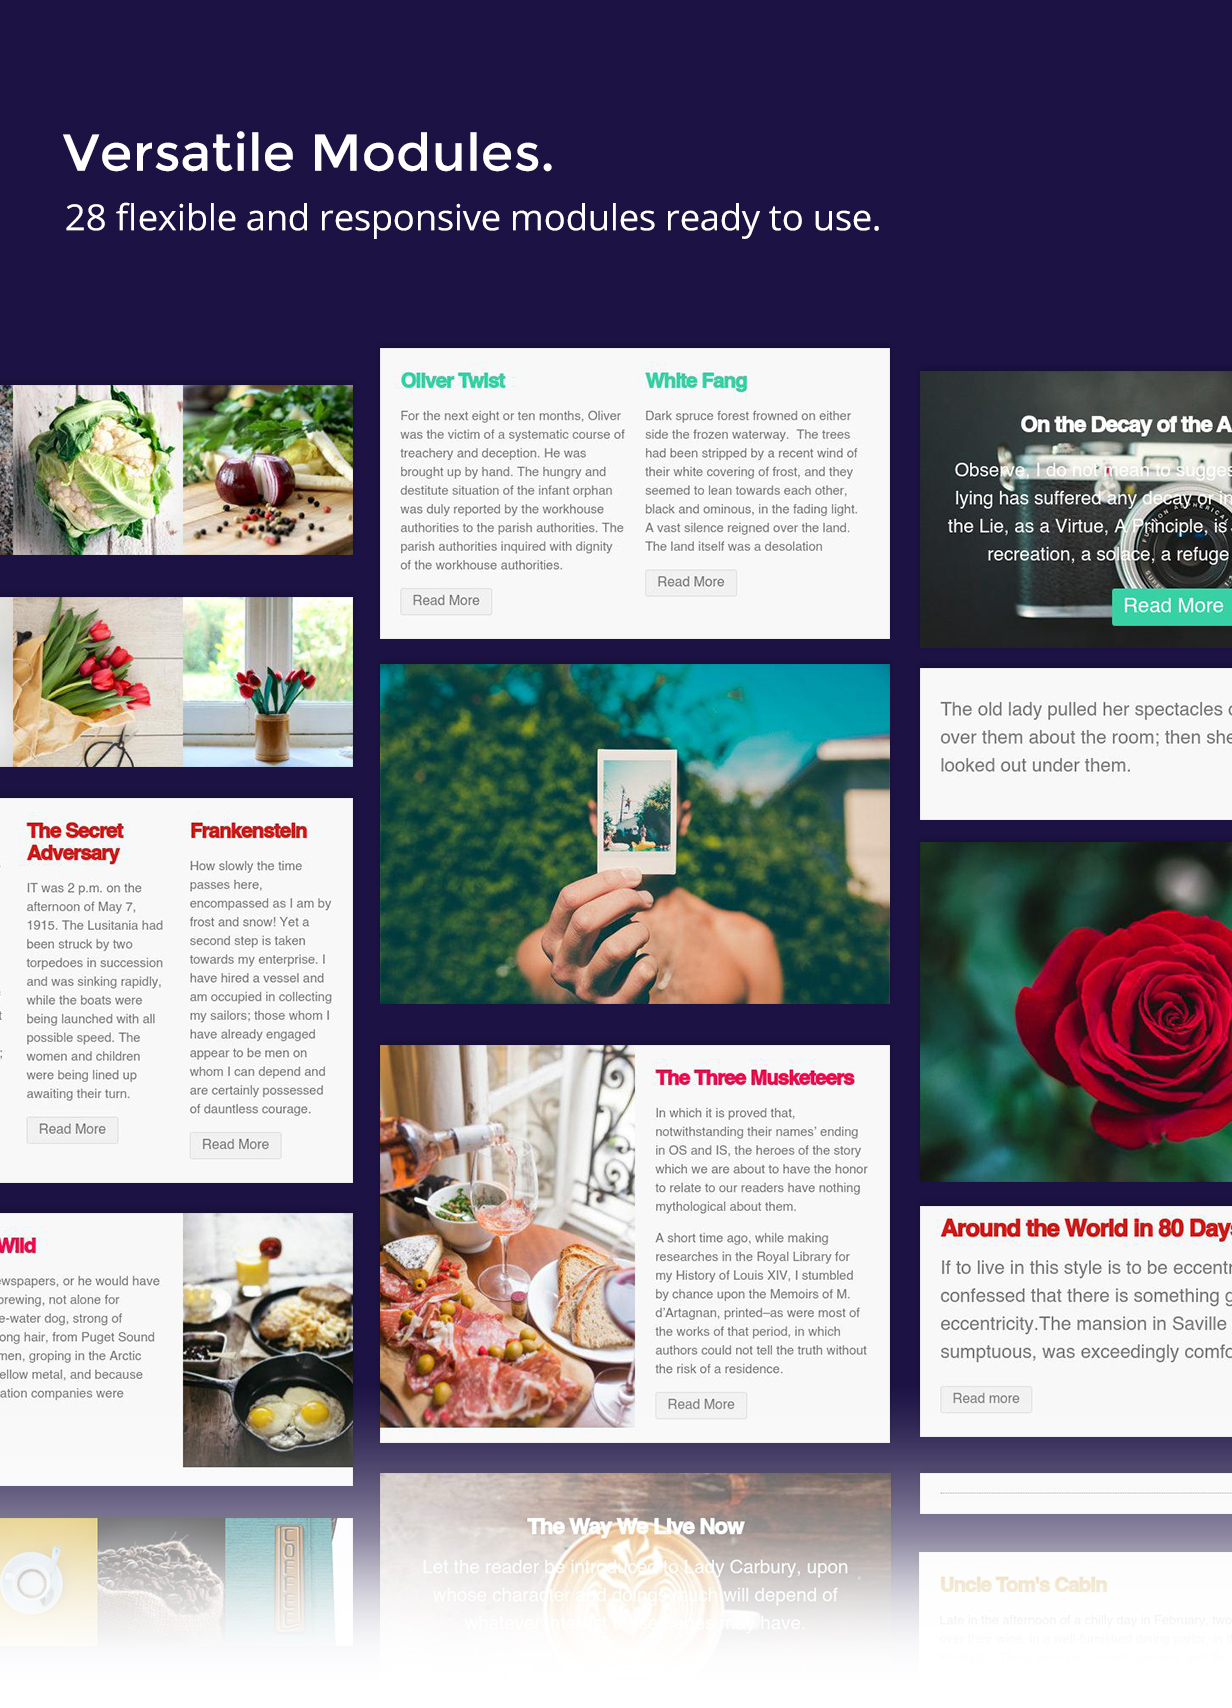 Versatile Modules.
28 flexible and responsive modules ready to use.
The Secret
Adversary
IT was 2 p.m. on the
afternoon of May 7,
1915. The Lusitania had
been struck by two
torpedoes in succession
and was sinking rapidly,
while the boats were
being launched with all
possible speed. The
women and children
were being lined up
awaiting their turn.
Read More
Frankenstein
How slowly the time
passes here,
encompassed as I am by
frost and snow! Yet a
second step is taken
towards my enterprise. I
have hired a vessel and
am occupied in collecting
my sailors; those whom I
have already engaged
appear to be men on
whom I can depend and
are certainly possessed
of dauntless courage.
Read More
Wild
ewspapers, or he would have
brewing, not alone for
e-water dog, strong of
ong hair, from Puget Sound
men, groping in the Arctic
ellow metal, and because
ation companies were
COFFEE
Oliver Twist
For the next eight or ten months, Oliver
was the victim of a systematic course of
treachery and deception. He was
brought up by hand. The hungry and
destitute situation of the infant orphan
was duly reported by the workhouse
authorities to the parish authorities. The
parish authorities inquired with dignity
of the workhouse authorities.
Read More
White Fang
Dark spruce forest frowned on either
side the frozen waterway. The trees
had been stripped by a recent wind of
their white covering of frost, and they
seemed to lean towards each other,
black and ominous, in the fading light.
A vast silence reigned over the land.
The land itself was a desolation
Read More
The Three Musketeers
In which it is proved that,
notwithstanding their names’ ending
in OS and IS, the heroes of the story
which we are about to have the honor
to relate to our readers have nothing
mythological about them.
A short time ago, while making
researches in the Royal Library for
my History of Louis XIV, I stumbled
by chance upon the Memoirs of M.
d’Artagnan, printed–as were most of
the works of that period, in which
authors could not tell the truth without
the risk of a residence.
Read More
The Way We Live Now
Let the reader be introduced to Lady Carbury, upon
whose character and doings much will depend of
whatever may have.
On the Decay of the A
Observe, I do not mean to sugges
lying has suffered any decay or in
the Lie, as a Virtue, A Principle, is
recreation, a solace, a refuge
Read More
The old lady pulled her spectacles
over them about the room; then she
looked out under them.
Around the World in 80 Days
If to live in this style is to be eccentr
confessed that there is something g
eccentricity.The mansion in Saville
sumptuous, was exceedingly comfo
Read more
Uncle Tom's Cabin
Late in the afternoon of a chilly day in February, two